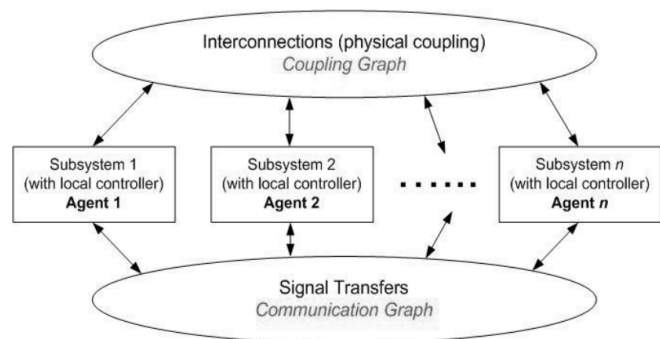 Interconnections (physical coupling)
Coupling Graph
Subsystem 1
(with local controller)
Agent 1
Subsystem 2
(with local controller)
Agent 2
Subsystem n
(with local controller)
Agent n
Signal Transfers
Communication Graph